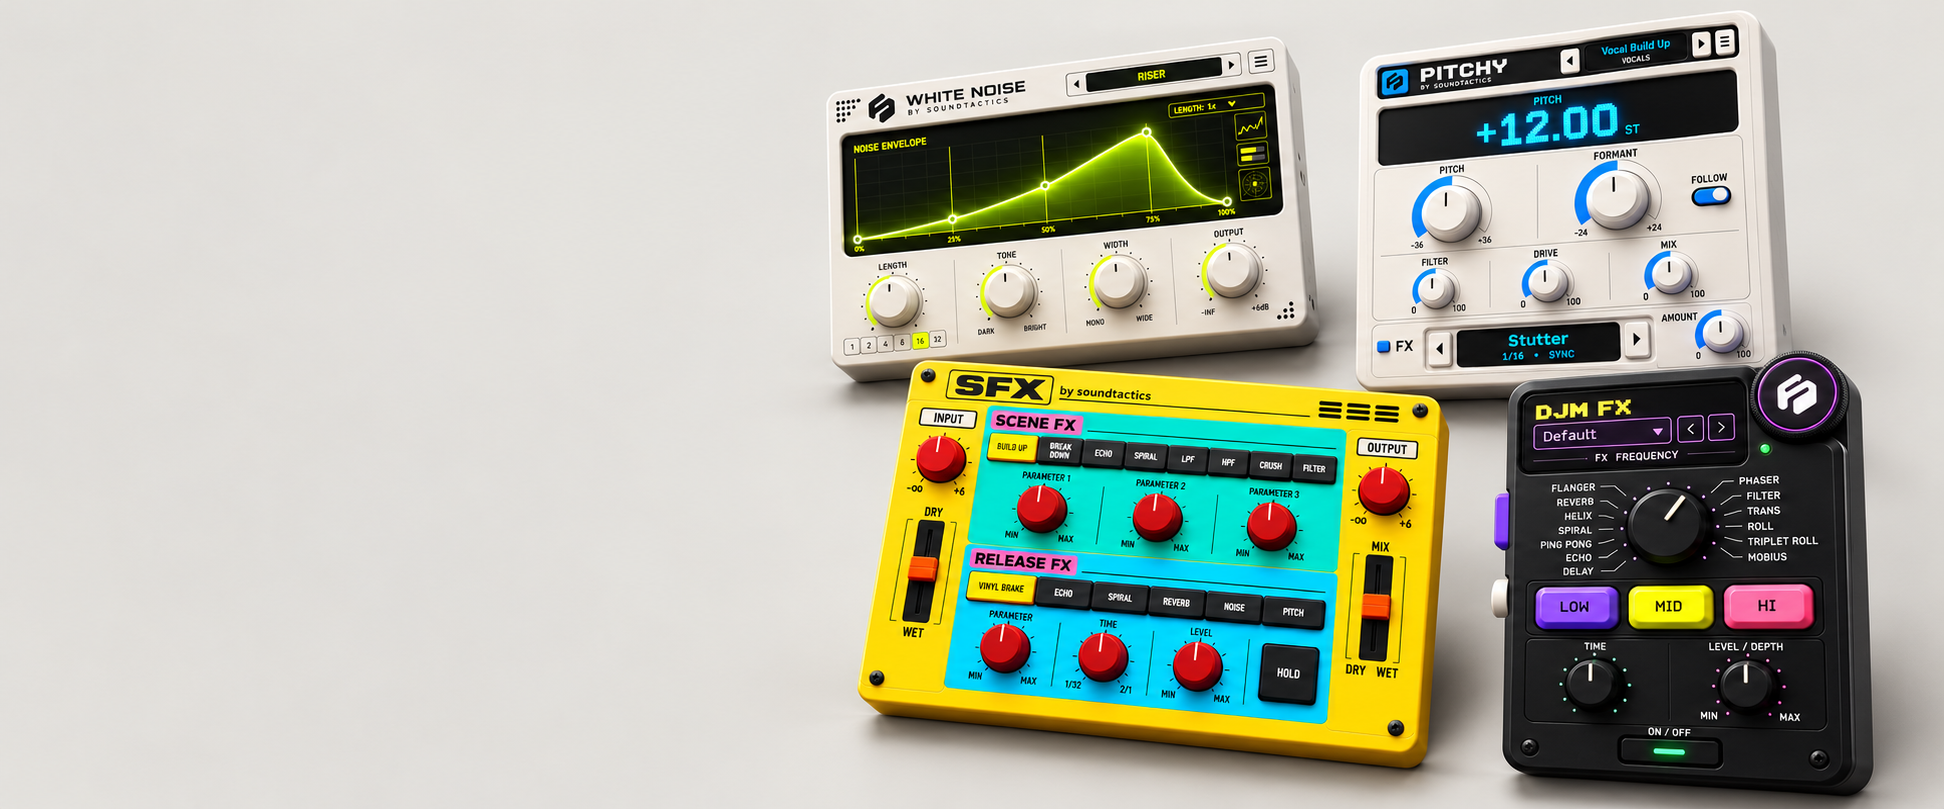 WHITE NOISE
BY SOUNDTACTICS
RISER
NOISE ENVELOPE
LENGTH: 1x
0%
25%
50%
75%
100%
LENGTH
1 2 4 8 16 32
TONE
DARK BRIGHT
WIDTH
MONO WIDE
OUTPUT
-INF +6dB
PITCHY
BY SOUNDTACTICS
Vocal Build Up
VOCALS
PITCH
+12.00 ST
PITCH
-36 +36
FORMANT
-24 +24
FOLLOW
FILTER
0 100
DRIVE
0 100
MIX
0 100
FX
Stutter
1/16 • SYNC
AMOUNT
0 100
SFX by soundtactics
INPUT
-oo +6
DRY
WET
SCENE FX
BUILD UP
BREAK DOWN
ECHO
SPIRAL
LPF
HPF
CRUSH
FILTER
PARAMETER 1
MIN MAX
PARAMETER 2
MIN MAX
PARAMETER 3
MIN MAX
RELEASE FX
VINYL BRAKE
ECHO
SPIRAL
REVERB
NOISE
PITCH
PARAMETER
MIN MAX
TIME
1/32 2/1
LEVEL
MIN MAX
HOLD
OUTPUT
-oo +6
MIX
DRY WET
DJM FX
Default
FX FREQUENCY
FLANGER
REVERB
HELIX
SPIRAL
PING PONG
ECHO
DELAY
PHASER
FILTER
TRANS
ROLL
TRIPLET ROLL
MOBIUS
LOW
MID
HI
TIME
LEVEL / DEPTH
MIN MAX
ON / OFF